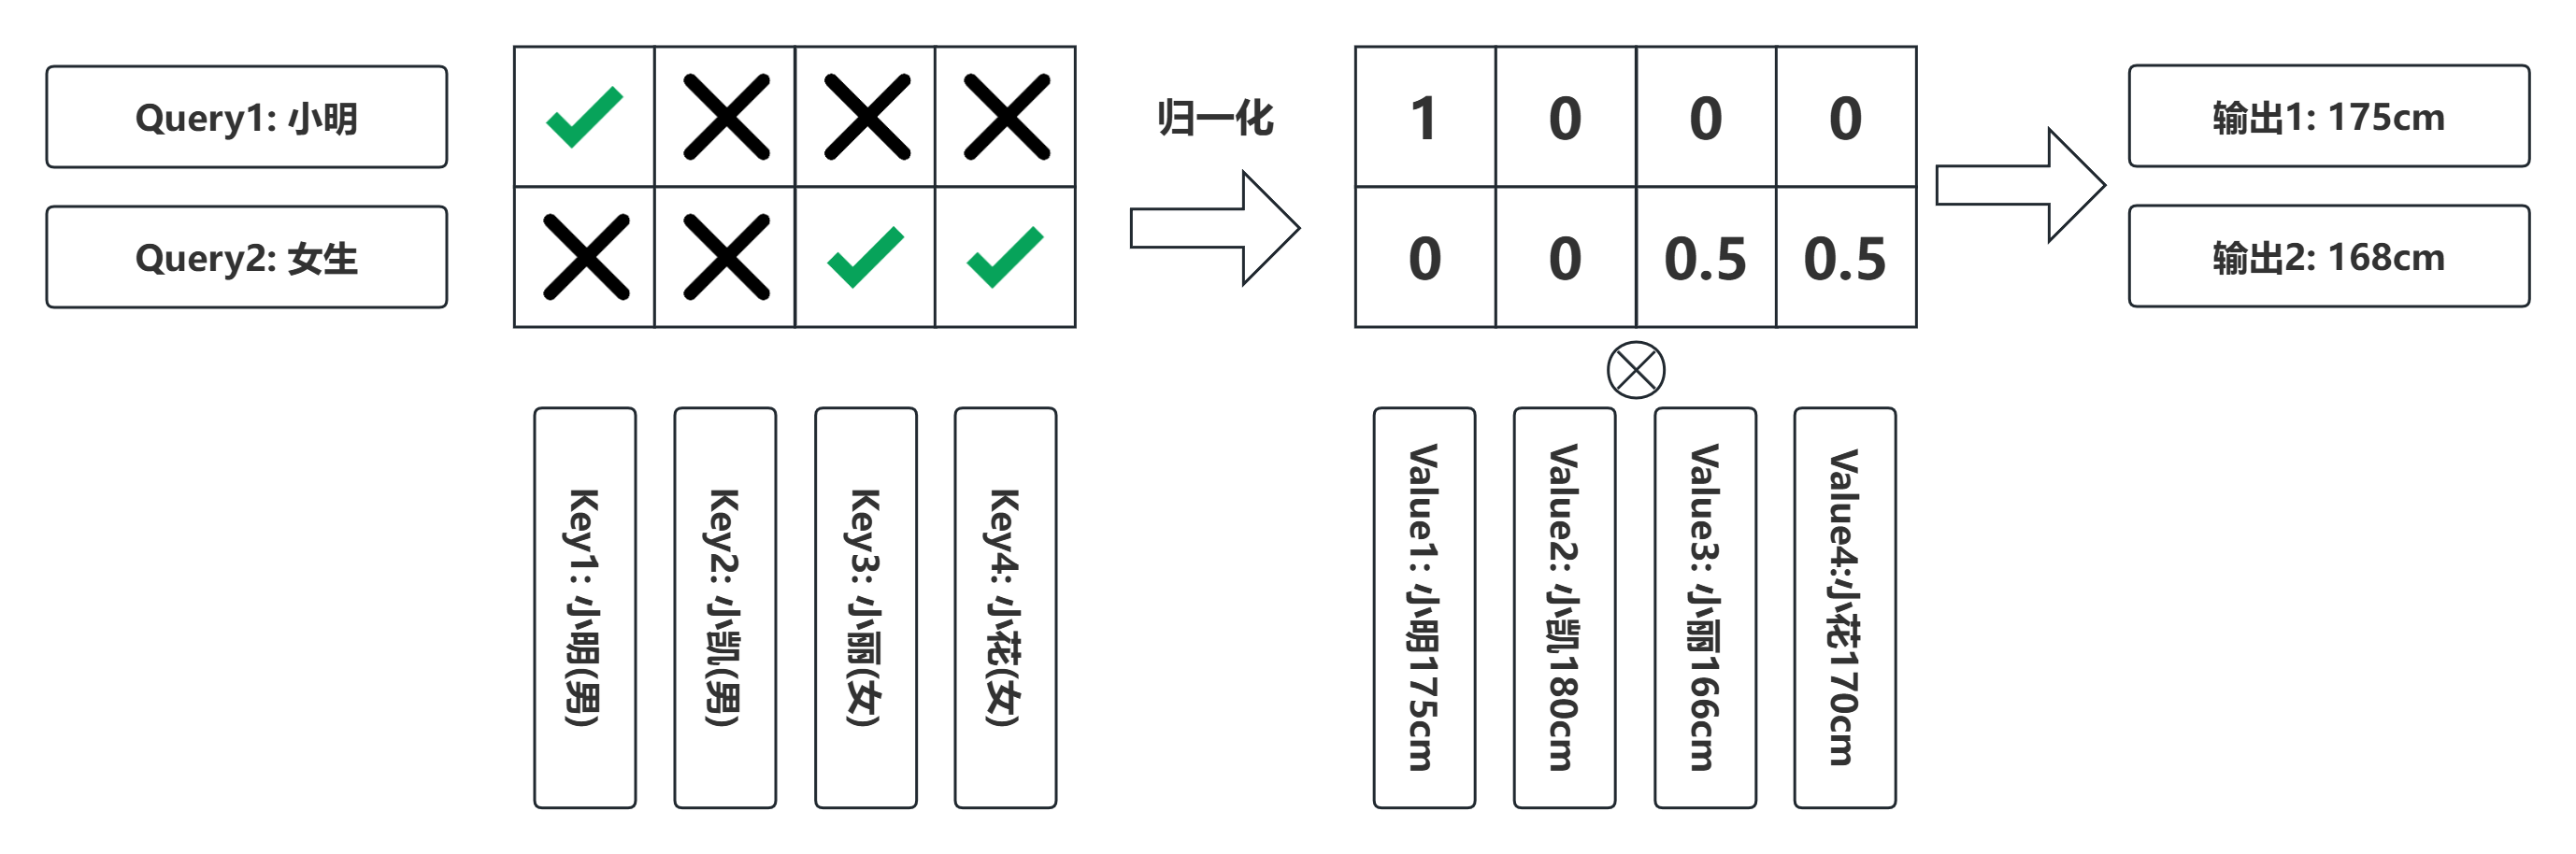 Query1: 小明
归一化
1 0 0 0
输出1: 175cm
Query2: 女生
0 0 0.5 0.5
输出2: 168cm
Key1: 小明(男)
Key2: 小凯(男)
Key3: 小丽(女)
Key4: 小花(女)
Value1: 小明175cm
Value2: 小凯180cm
Value3: 小丽166cm
Value4:小花170cm